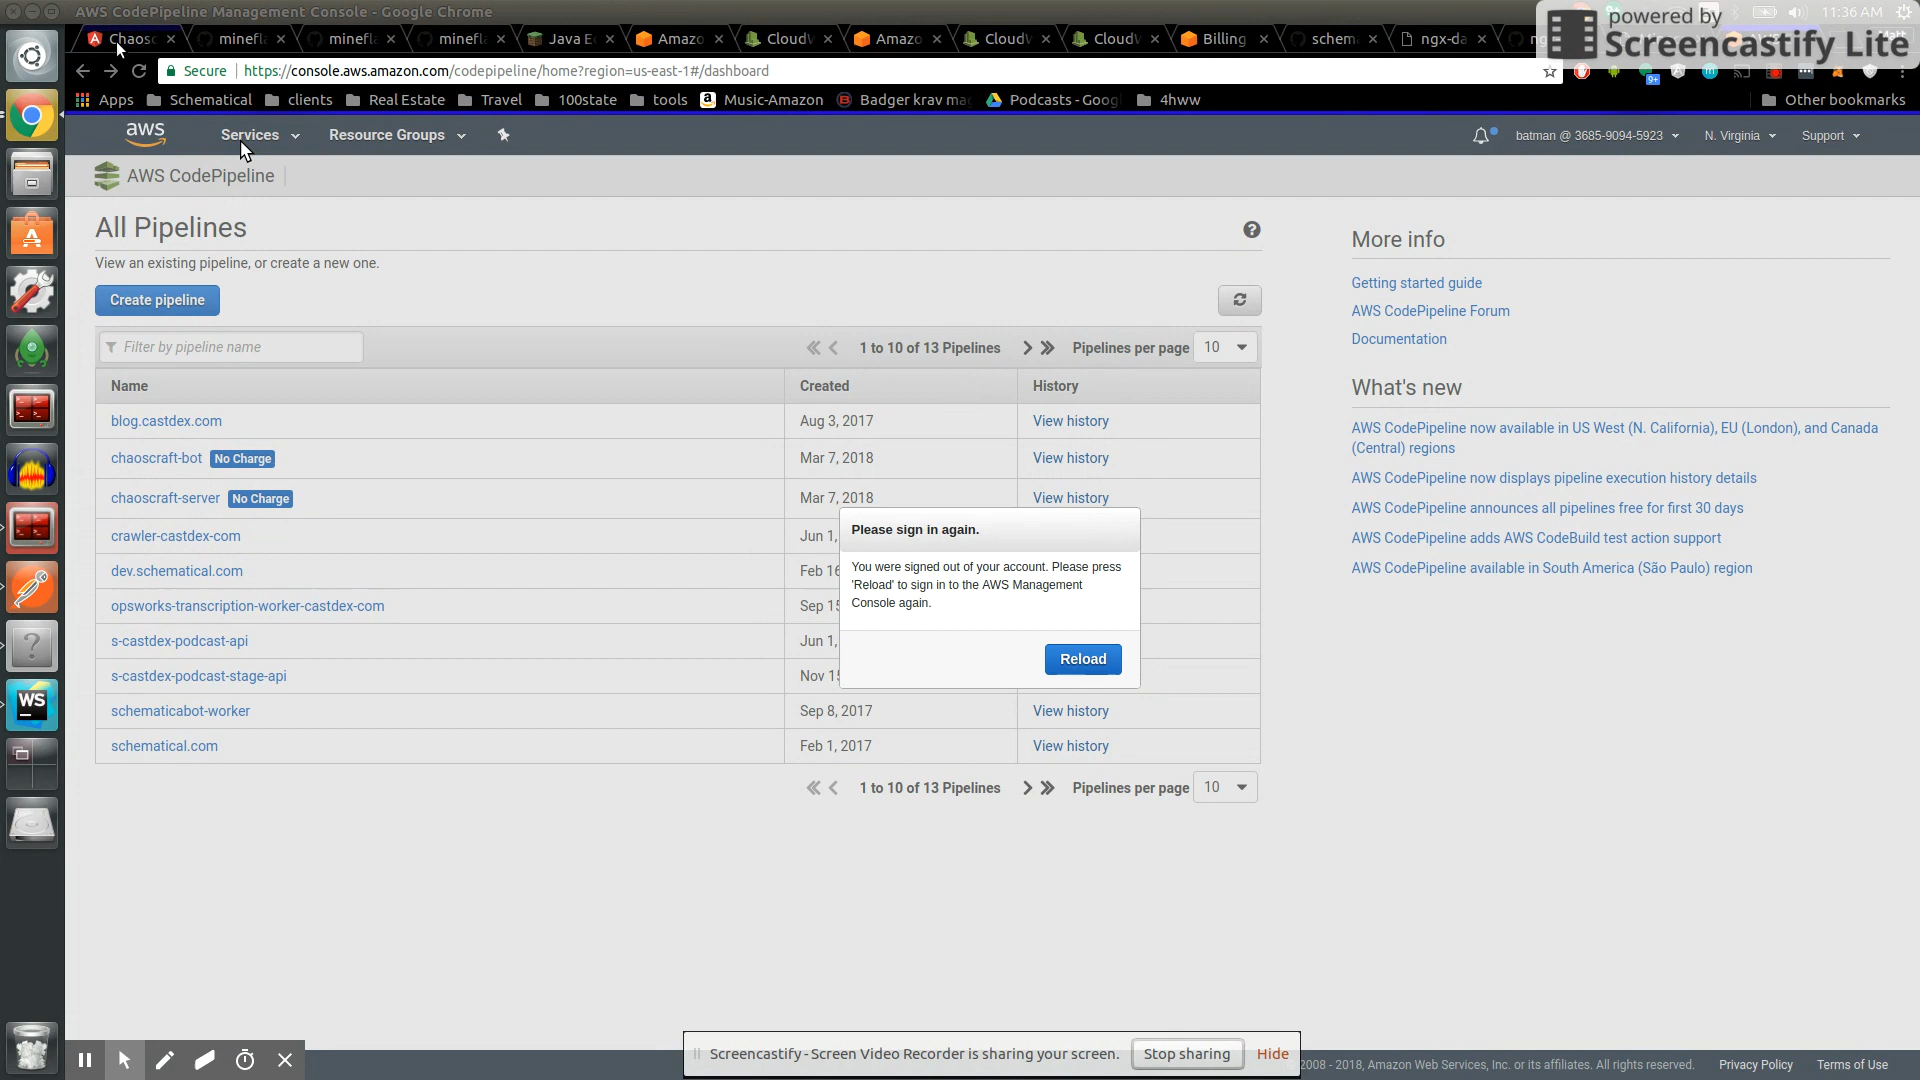 AWS CodePipeline Management Console - Google Chrome
11:36 AM
powered by
Screencastify Lite
Chaosc
minefla
minefla
minefla
Java Ec
Amazo
CloudW
Amazo
CloudW
CloudW
Billing
schem
ngx-da
Secure
https://console.aws.amazon.com/codepipeline/home?region=us-east-1#/dashboard
Apps
Schematical
clients
Real Estate
Travel
100state
tools
Music-Amazon
Badger krav mag
Podcasts - Goog
4hww
Other bookmarks
aws
Services
Resource Groups
batman @ 3685-9094-5923
N. Virginia
Support
AWS CodePipeline
All Pipelines
View an existing pipeline, or create a new one.
Create pipeline
Filter by pipeline name
1 to 10 of 13 Pipelines
Pipelines per page
10
Name
Created
History
blog.castdex.com
Aug 3, 2017
View history
chaoscraft-bot
No Charge
Mar 7, 2018
View history
chaoscraft-server
No Charge
Mar 7, 2018
View history
crawler-castdex-com
Jun 1,
dev.schematical.com
Feb 16
opsworks-transcription-worker-castdex-com
Sep 15
s-castdex-podcast-api
Jun 1,
s-castdex-podcast-stage-api
Nov 15
schematicabot-worker
Sep 8, 2017
View history
schematical.com
Feb 1, 2017
View history
1 to 10 of 13 Pipelines
Pipelines per page
10
Please sign in again.
You were signed out of your account. Please press
'Reload' to sign in to the AWS Management
Console again.
Reload
More info
Getting started guide
AWS CodePipeline Forum
Documentation
What's new
AWS CodePipeline now available in US West (N. California), EU (London), and Canada
(Central) regions
AWS CodePipeline now displays pipeline execution history details
AWS CodePipeline announces all pipelines free for first 30 days
AWS CodePipeline adds AWS CodeBuild test action support
AWS CodePipeline available in South America (São Paulo) region
WS
Screencastify - Screen Video Recorder is sharing your screen.
Stop sharing
Hide
2008 - 2018, Amazon Web Services, Inc. or its affiliates. All rights reserved.
Privacy Policy
Terms of Use